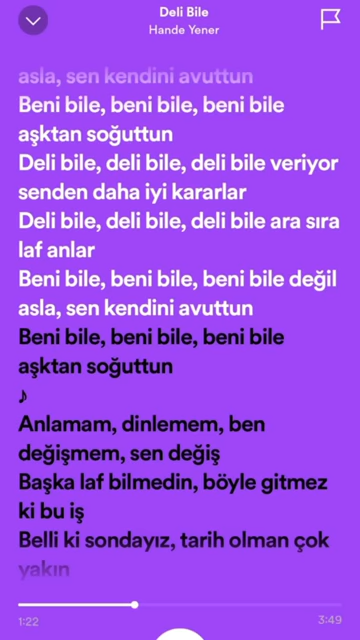 Deli Bile
Hande Yener
asla, sen kendini avuttun
Beni bile, beni bile, beni bile
aşktan soğuttun
Deli bile, deli bile, deli bile veriyor
senden daha iyi kararlar
Deli bile, deli bile, deli bile ara sıra
laf anlar
Beni bile, beni bile, beni bile değil
asla, sen kendini avuttun
Beni bile, beni bile, beni bile
aşktan soğuttun
♪
Anlamam, dinlemem, ben
değişmem, sen değiş
Başka laf bilmedin, böyle gitmez
ki bu iş
Belli ki sondayız, tarih olman çok
yakın
1:22
3:49